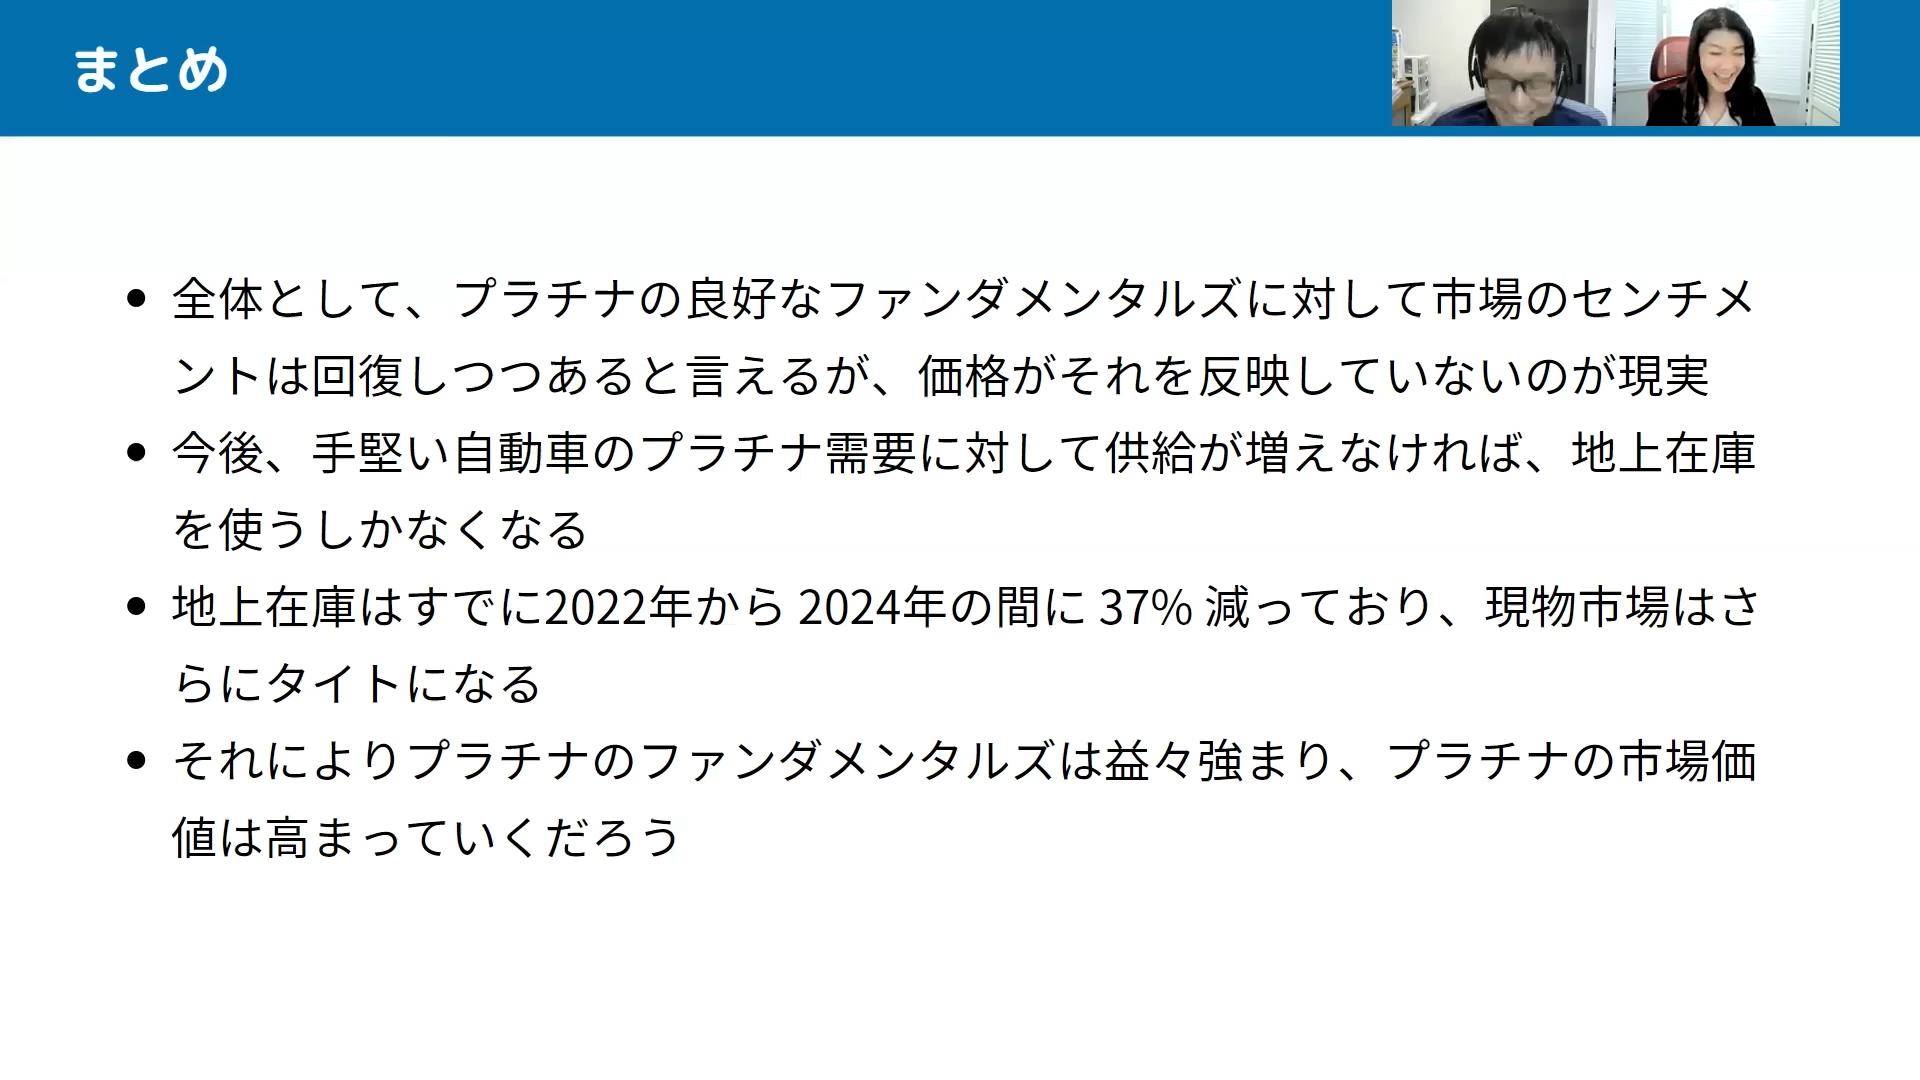 まとめ
• 全体として、プラチナの良好なファンダメンタルズに対して市場のセンチメ
ントは回復しつつあると言えるが、価格がそれを反映していないのが現実
• 今後、手堅い自動車のプラチナ需要に対して供給が増えなければ、地上在庫
を使うしかなくなる
• 地上在庫はすでに2022年から 2024年の間に 37% 減っており、現物市場はさ
らにタイトになる
• それによりプラチナのファンダメンタルズは益々強まり、プラチナの市場価
値は高まっていくだろう